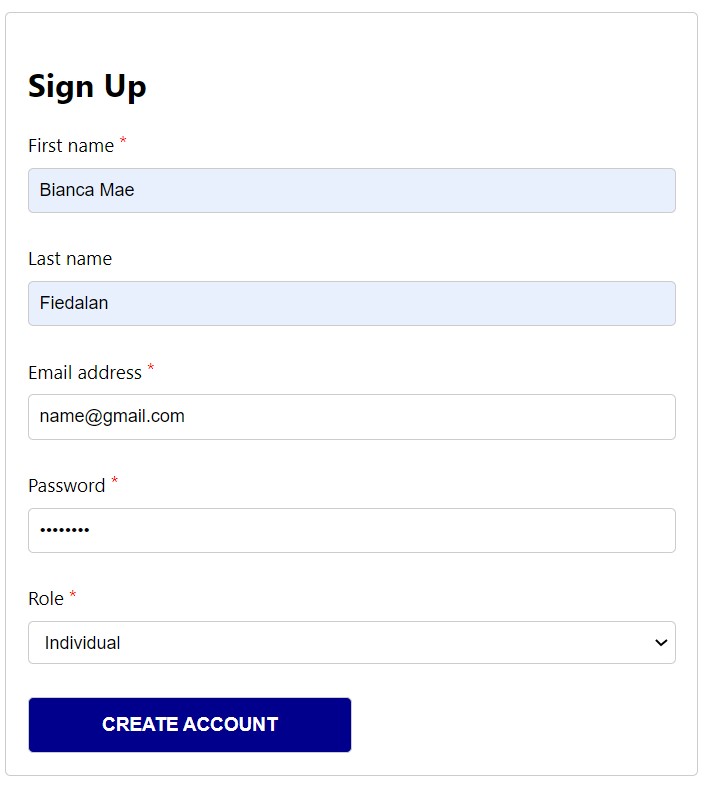 Sign Up
First name *
Bianca Mae
Last name
Fiedalan
Email address *
name@gmail.com
Password *
••••••••
Role *
Individual
CREATE ACCOUNT